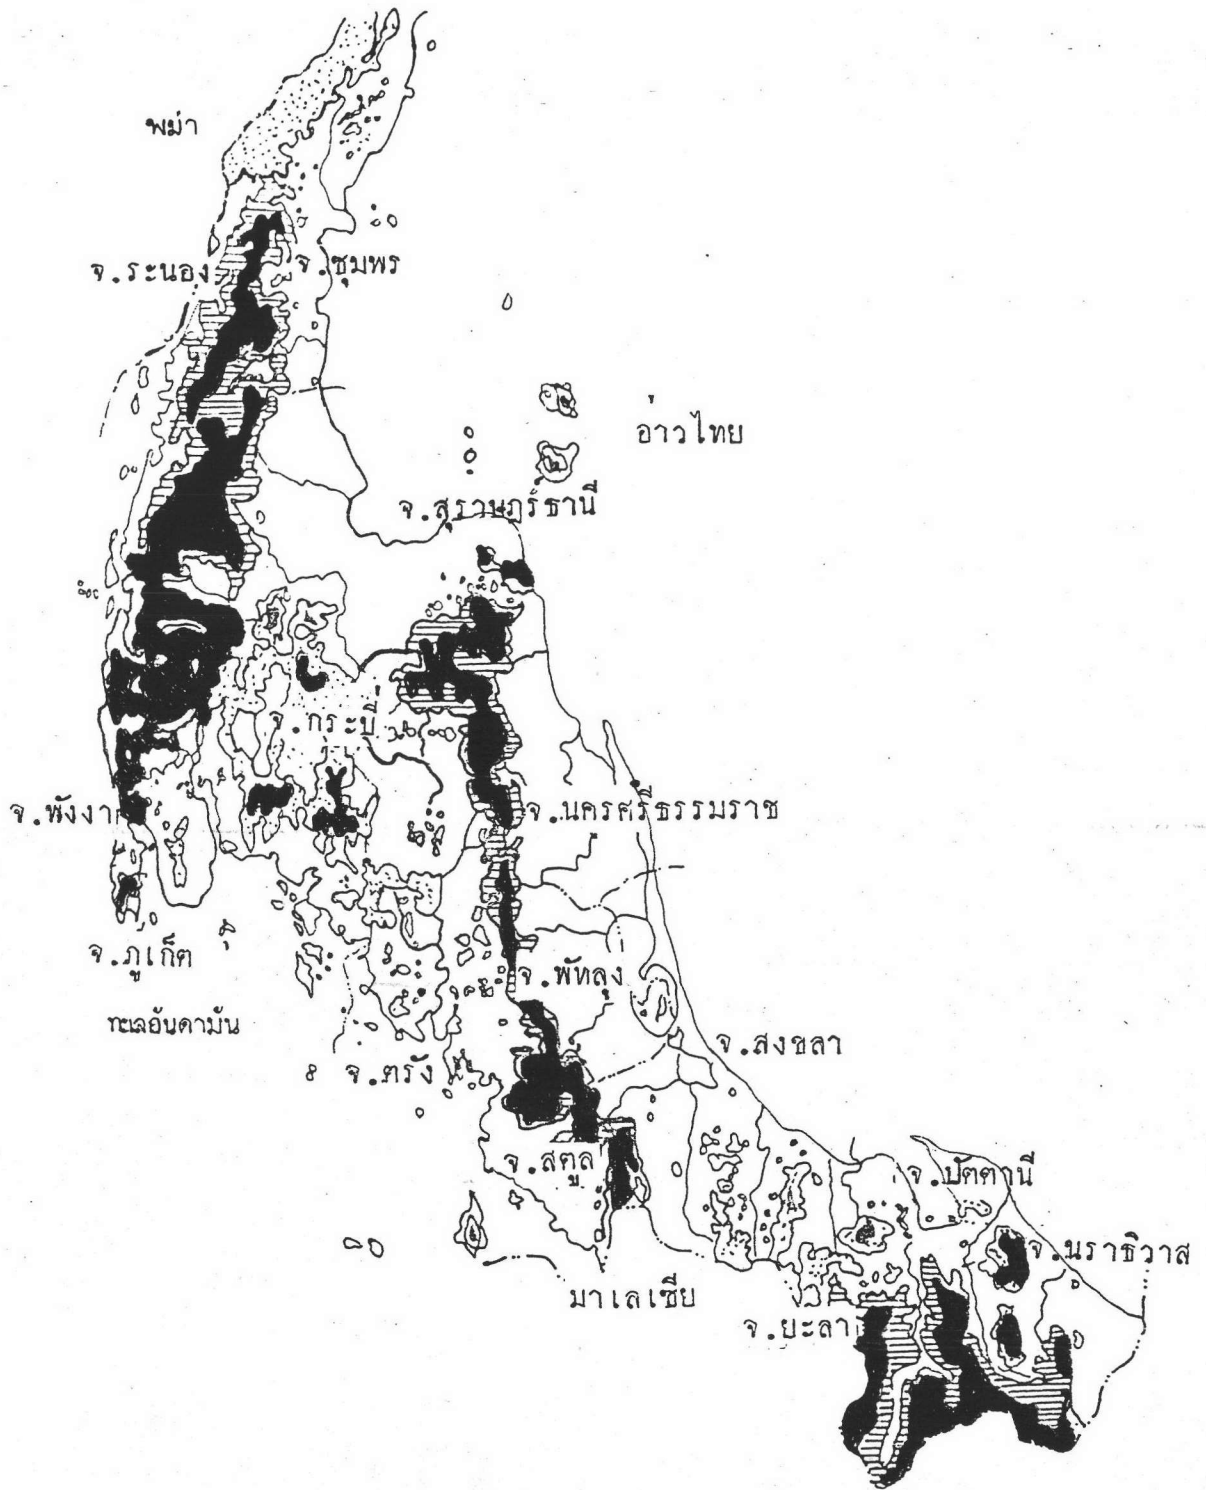 พม่า
จ.ระนอง
จ.ชุมพร
อ่าวไทย
จ.สุราษฎร์ธานี
จ.กระบี่
จ.พังงา
จ.นครศรีธรรมราช
จ.ภูเก็ต
จ.พัทลุง
ทะเลอันดามัน
จ.ตรัง
จ.สงขลา
จ.สตูล
จ.ปัตตานี
จ.นราธิวาส
มาเลเซีย
จ.ยะลา